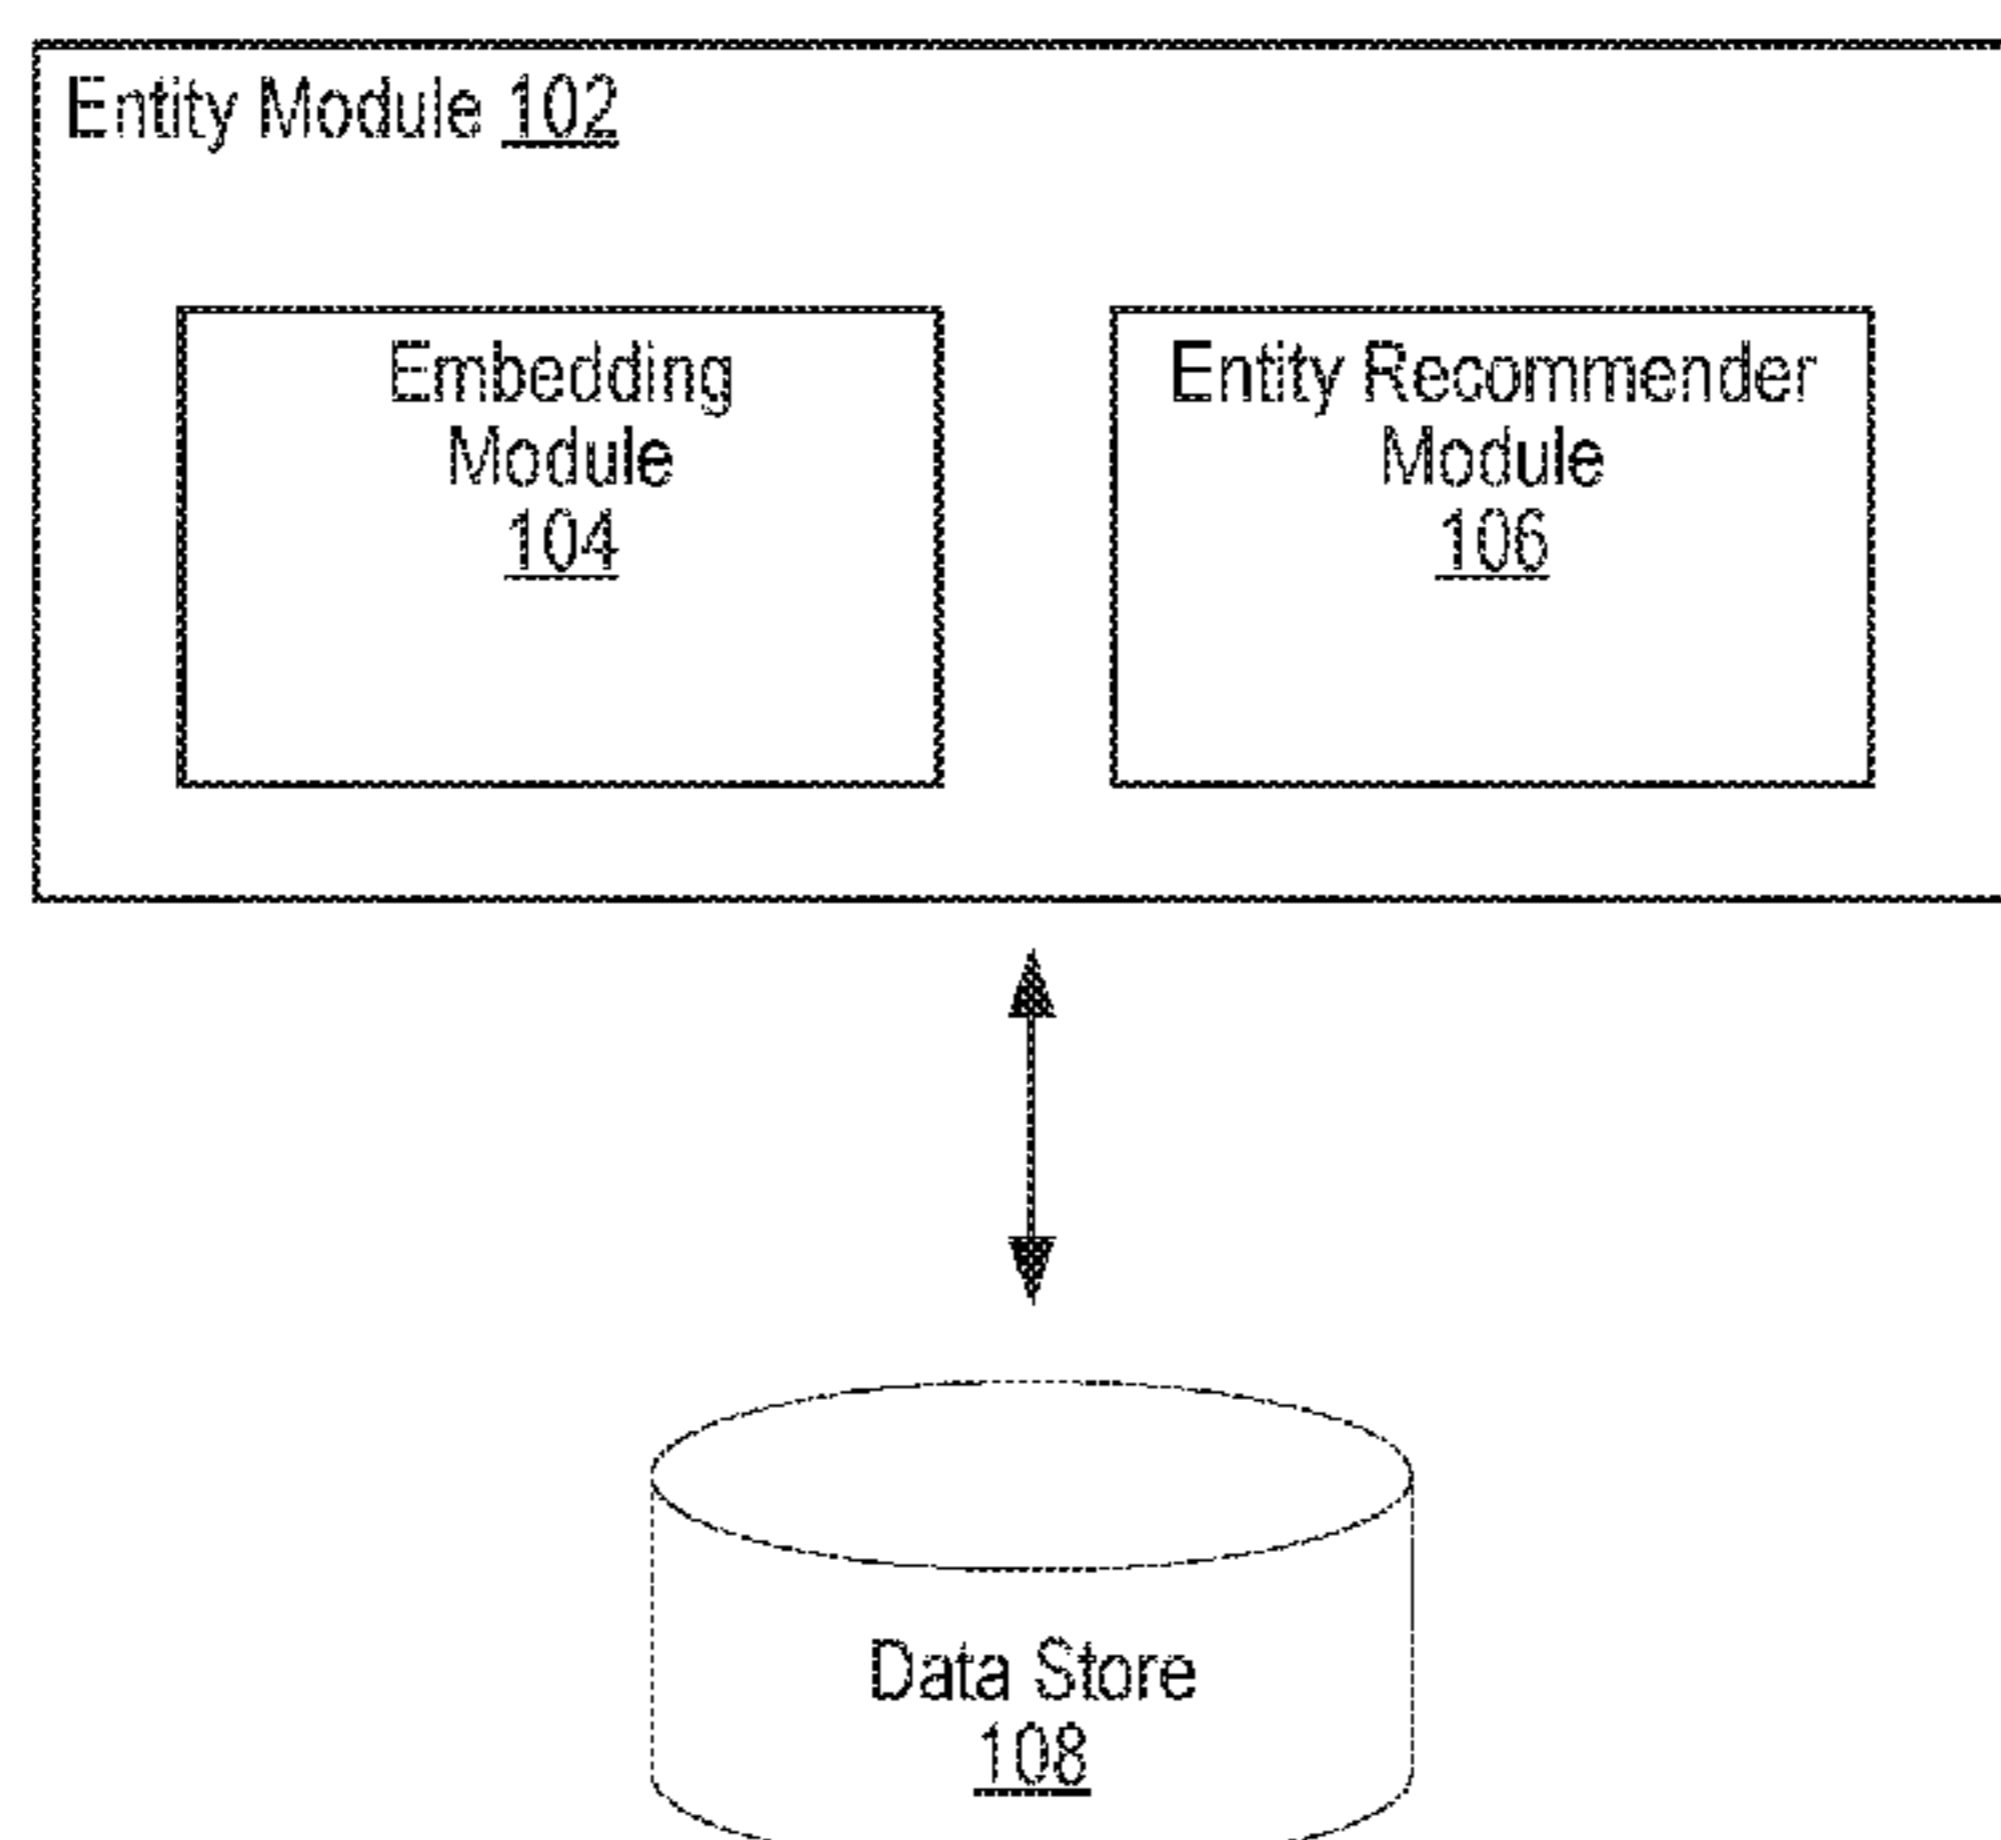 Entity Module 102
Embedding
Module
104
Entity Recommender
Module
106
Data Store
108